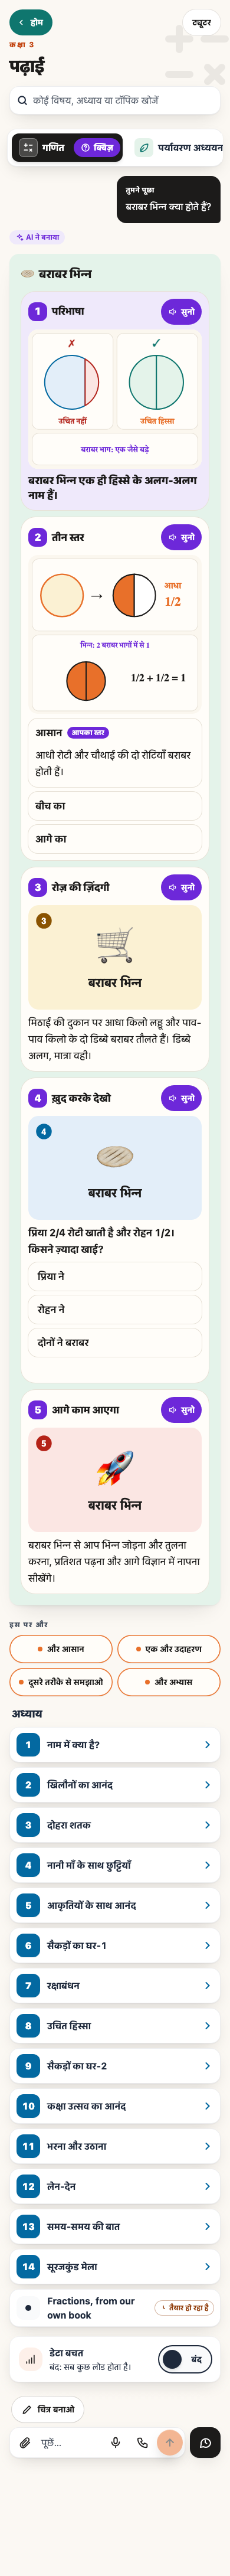 होम
ट्यूटर
कक्षा 3
पढ़ाई
कोई विषय, अध्याय या टॉपिक खोजें
गणित
क्विज़
पर्यावरण अध्ययन
तुमने पूछा
बराबर भिन्न क्या होते हैं?
AI ने बनाया
बराबर भिन्न
1 परिभाषा
सुनो
✗ ✓
उचित नहीं उचित हिस्सा
बराबर भाग: एक जैसे बड़े
बराबर भिन्न एक ही हिस्से के अलग-अलग
नाम हैं।
2 तीन स्तर
सुनो
→
आधा
1/2
भिन्न: 2 बराबर भागों में से 1
1/2 + 1/2 = 1
आसान आपका स्तर
आधी रोटी और चौथाई की दो रोटियाँ बराबर
होती हैं।
बीच का
आगे का
3 रोज़ की ज़िंदगी
सुनो
3
बराबर भिन्न
मिठाई की दुकान पर आधा किलो लड्डू और पाव-
पाव किलो के दो डिब्बे बराबर तौलते हैं। डिब्बे
अलग, मात्रा वही।
4 ख़ुद करके देखो
सुनो
4
बराबर भिन्न
प्रिया 2/4 रोटी खाती है और रोहन 1/2।
किसने ज़्यादा खाई?
प्रिया ने
रोहन ने
दोनों ने बराबर
5 आगे काम आएगा
सुनो
5
बराबर भिन्न
बराबर भिन्न से आप भिन्न जोड़ना और तुलना
करना, प्रतिशत पढ़ना और आगे विज्ञान में नापना
सीखेंगे।
इस पर और
और आसान
एक और उदाहरण
दूसरे तरीके से समझाओ
और अभ्यास
अध्याय
1 नाम में क्या है?
2 खिलौनों का आनंद
3 दोहरा शतक
4 नानी माँ के साथ छुट्टियाँ
5 आकृतियों के साथ आनंद
6 सैकड़ों का घर-1
7 रक्षाबंधन
8 उचित हिस्सा
9 सैकड़ों का घर-2
10 कक्षा उत्सव का आनंद
11 भरना और उठाना
12 लेन-देन
13 समय-समय की बात
14 सूरजकुंड मेला
Fractions, from our
own book
तैयार हो रहा है
डेटा बचत
बंद: सब कुछ लोड होता है।
बंद
चित्र बनाओ
पूछें...